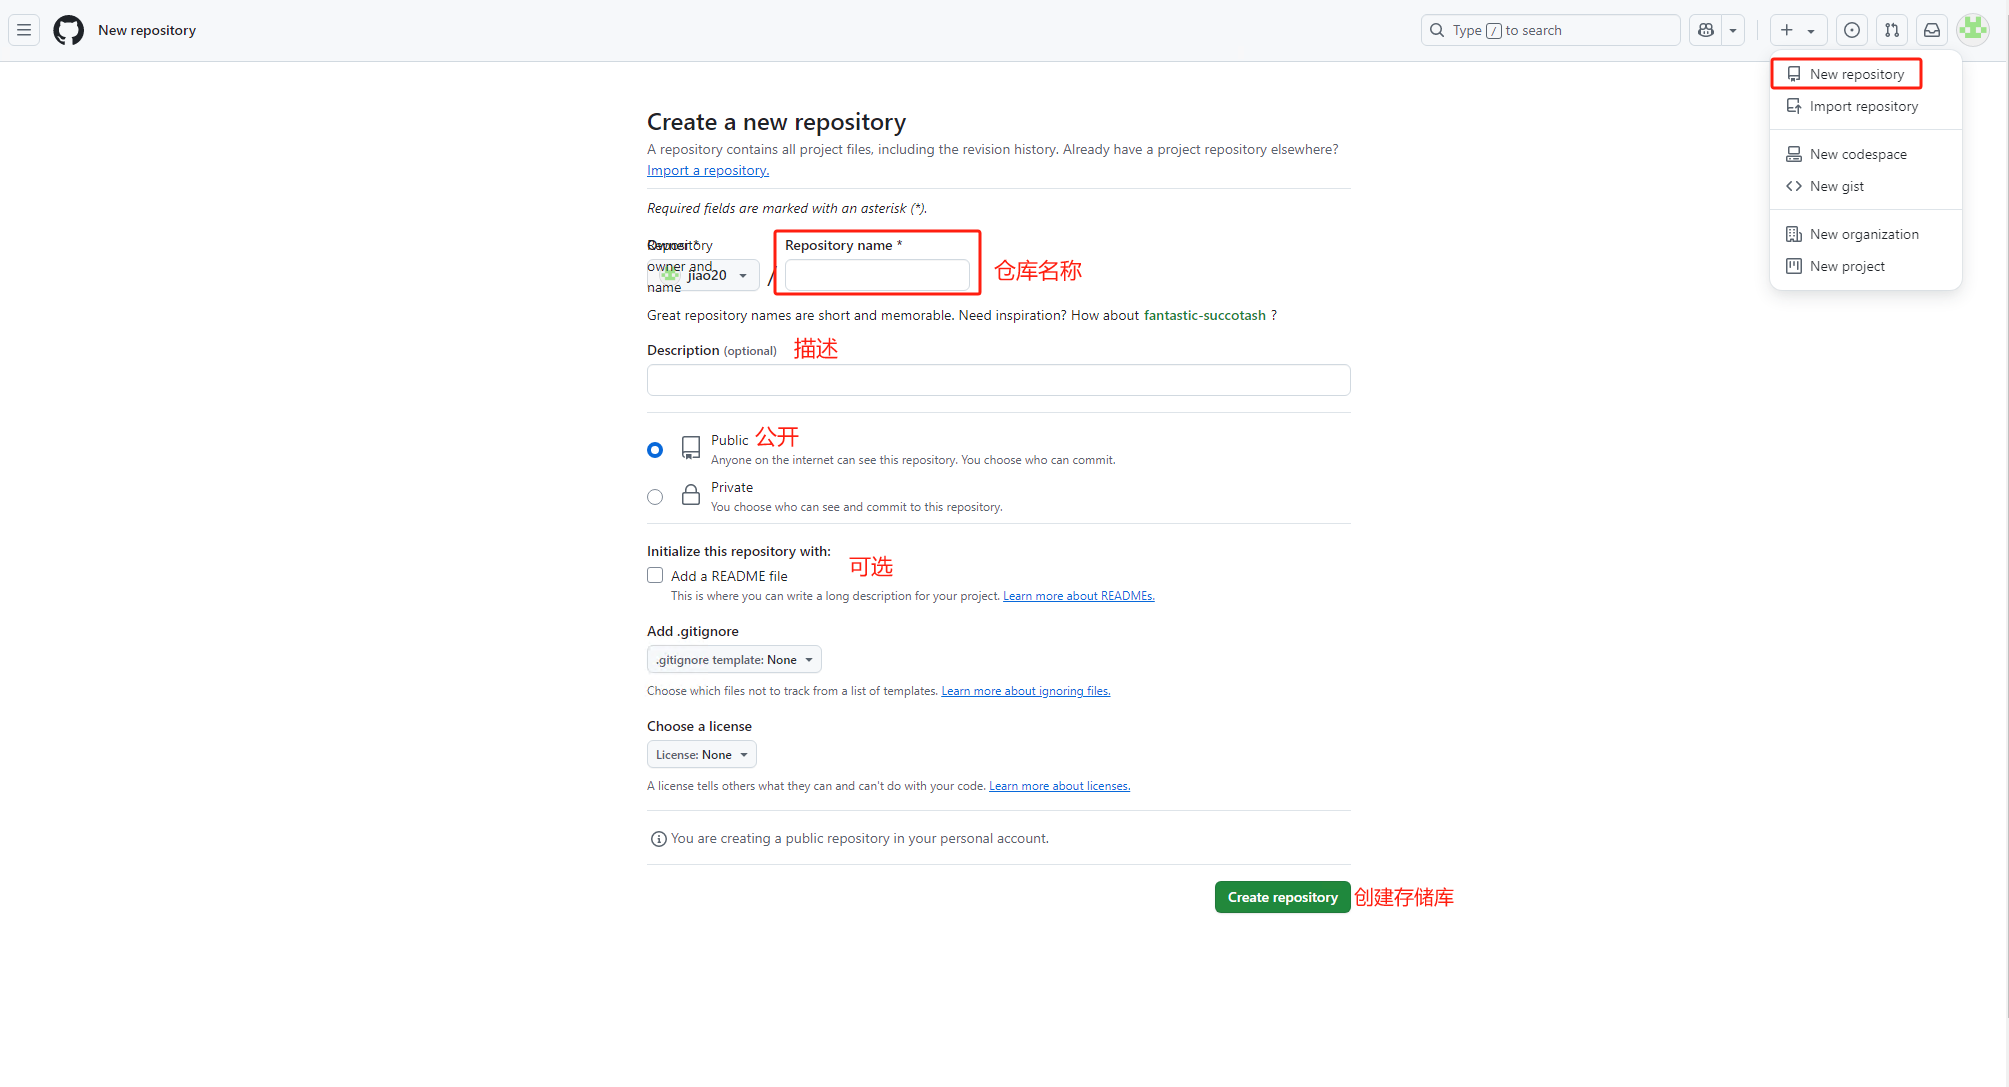 New repository
Type / to search
New repository
Import repository
New codespace
New gist
New organization
New project
Create a new repository
A repository contains all project files, including the revision history. Already have a project repository elsewhere?
Import a repository.
Required fields are marked with an asterisk (*).
Owner *
Repository owner and name
jiao20
/
Repository name *
仓库名称
Great repository names are short and memorable. Need inspiration? How about fantastic-succotash ?
Description (optional) 描述
Public 公开
Anyone on the internet can see this repository. You choose who can commit.
Private
You choose who can see and commit to this repository.
Initialize this repository with:
可选
Add a README file
This is where you can write a long description for your project. Learn more about READMEs.
Add .gitignore
.gitignore template: None
Choose which files not to track from a list of templates. Learn more about ignoring files.
Choose a license
License: None
A license tells others what they can and can't do with your code. Learn more about licenses.
You are creating a public repository in your personal account.
Create repository 创建存储库